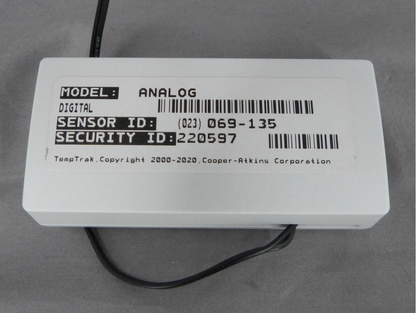 MODEL: ANALOG
DIGITAL
SENSOR ID: (023) 069-135
SECURITY ID: 220597
TempTrak,Copyright 2000-2020,Cooper-Atkins Corporation